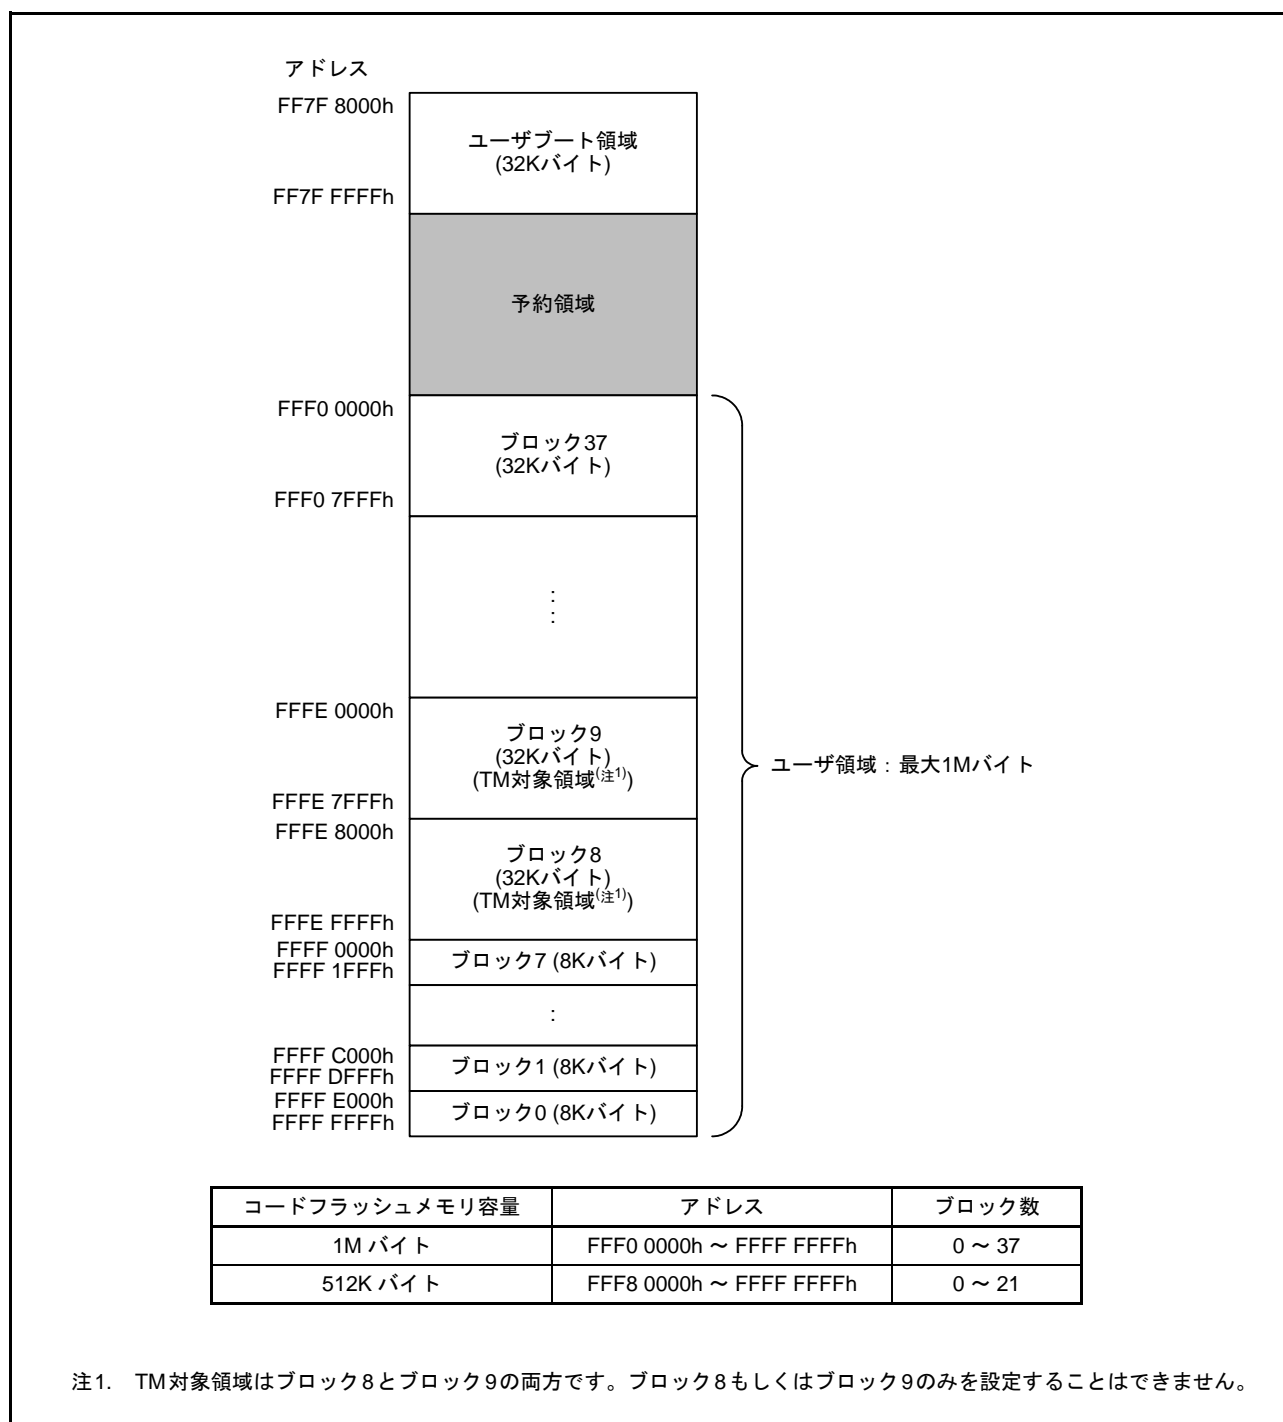 アドレス
FF7F 8000h
ユーザブート領域
(32Kバイト)
FF7F FFFFh
予約領域
FFF0 0000h
ブロック37
(32Kバイト)
FFF0 7FFFh
:
:
FFFE 0000h
ブロック9
(32Kバイト)
(TM対象領域(注1))
FFFE 7FFFh
ユーザ領域：最大1Mバイト
FFFE 8000h
ブロック8
(32Kバイト)
(TM対象領域(注1))
FFFE FFFFh
FFFF 0000h
ブロック7 (8Kバイト)
FFFF 1FFFh
:
FFFF C000h
ブロック1 (8Kバイト)
FFFF DFFFh
FFFF E000h
ブロック0 (8Kバイト)
FFFF FFFFh
コードフラッシュメモリ容量 アドレス ブロック数
1M バイト FFF0 0000h ～ FFFF FFFFh 0 ～ 37
512K バイト FFF8 0000h ～ FFFF FFFFh 0 ～ 21
注1. TM対象領域はブロック8とブロック9の両方です。ブロック8もしくはブロック9のみを設定することはできません。